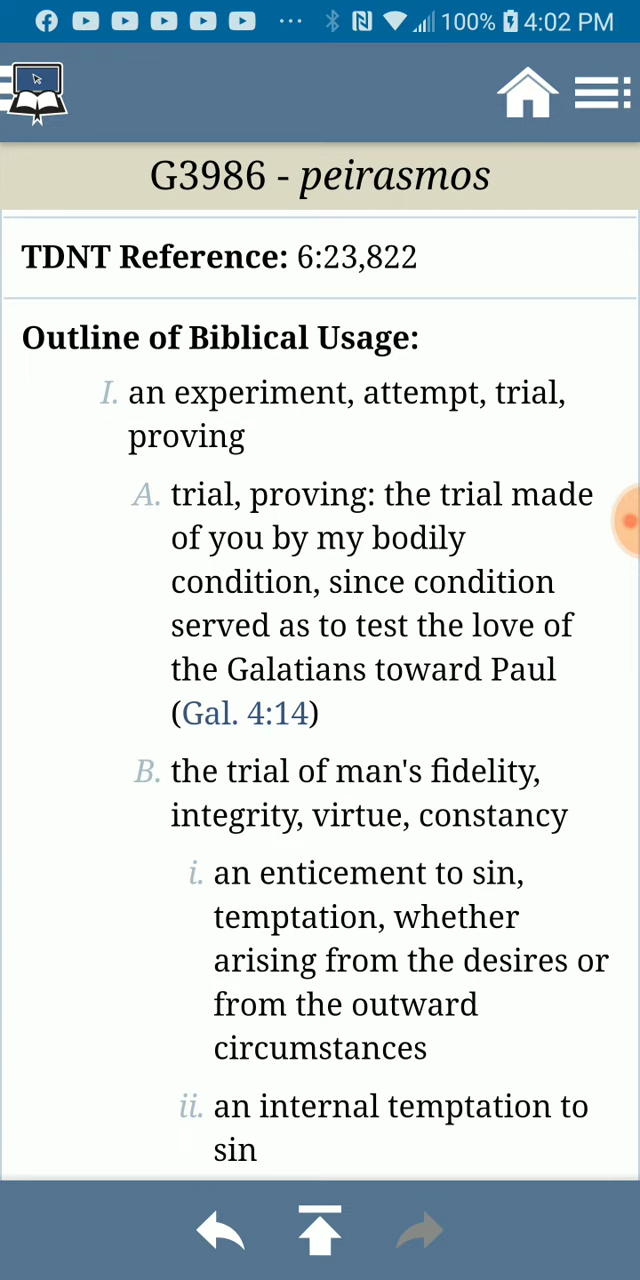 100% 4:02 PM
G3986 - peirasmos
TDNT Reference: 6:23,822
Outline of Biblical Usage:
I. an experiment, attempt, trial,
proving
A. trial, proving: the trial made
of you by my bodily
condition, since condition
served as to test the love of
the Galatians toward Paul
(Gal. 4:14)
B. the trial of man's fidelity,
integrity, virtue, constancy
i. an enticement to sin,
temptation, whether
arising from the desires or
from the outward
circumstances
ii. an internal temptation to
sin